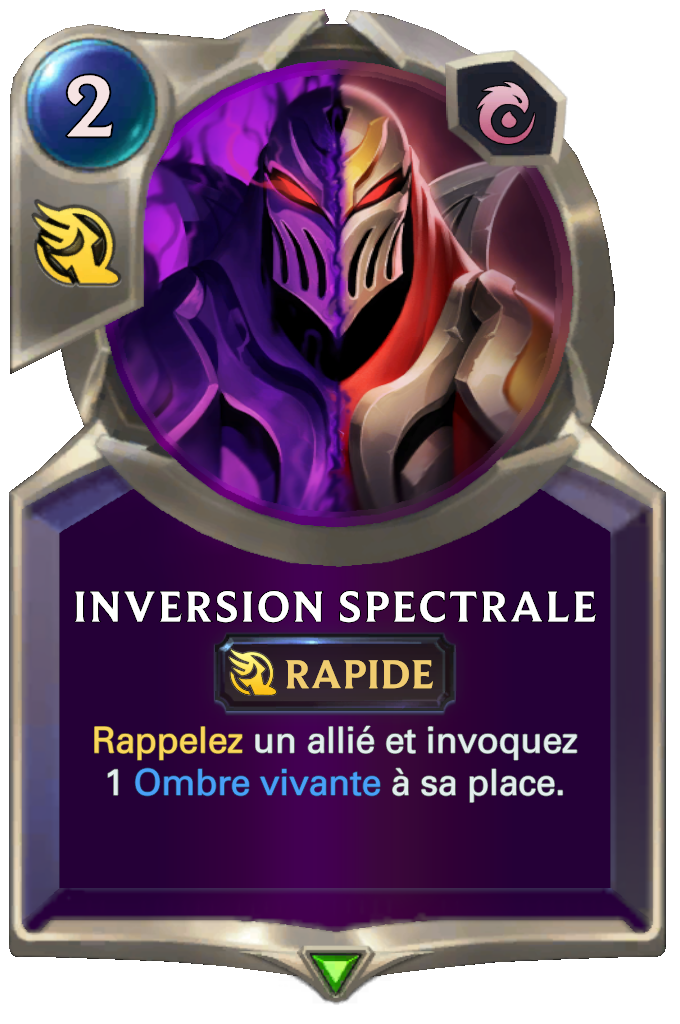 2
INVERSION SPECTRALE
RAPIDE
Rappelez un allié et invoquez
1 Ombre vivante à sa place.